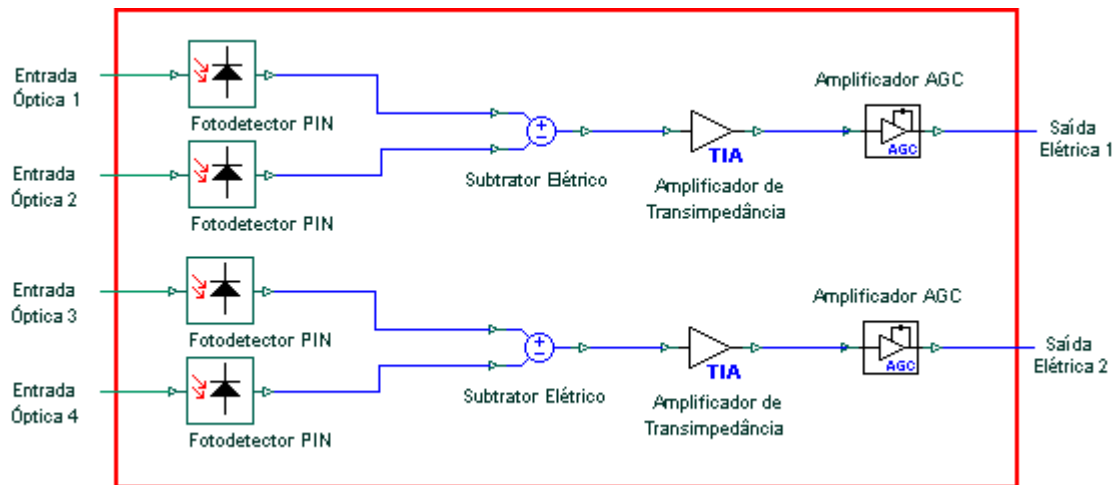 Entrada
Óptica 1
Fotodetector PIN
Entrada
Óptica 2
Fotodetector PIN
+
−
Subtrator Elétrico
TIA
Amplificador de
Transimpedância
Amplificador AGC
AGC
Saída
Elétrica 1
Entrada
Óptica 3
Fotodetector PIN
Entrada
Óptica 4
Fotodetector PIN
+
−
Subtrator Elétrico
TIA
Amplificador de
Transimpedância
Amplificador AGC
AGC
Saída
Elétrica 2